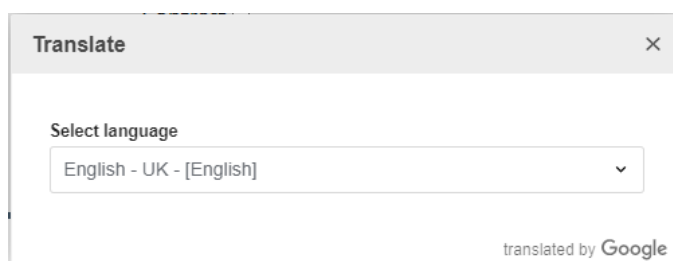 Translate
Select language
English - UK - [English]
translated by Google